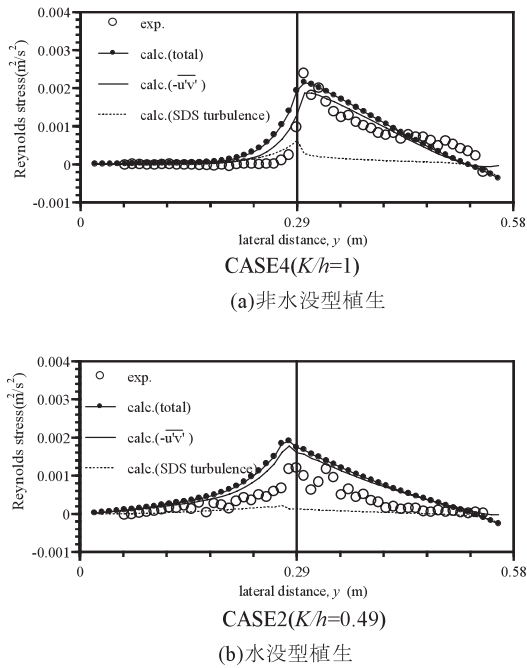 0.004
exp.
0.003
calc.(total)
calc.(-u'v')
0.002
calc.(SDS turbulence)
0.001
0
-0.001
Reynolds stress(m²/s²)
0 0.29 0.58
lateral distance, y (m)
CASE4(K/h=1)
(a)非水没型植生
0.004
exp.
0.003
calc.(total)
calc.(-u'v')
0.002
calc.(SDS turbulence)
0.001
0
-0.001
Reynolds stress(m²/s²)
0 0.29 0.58
lateral distance, y (m)
CASE2(K/h=0.49)
(b)水没型植生